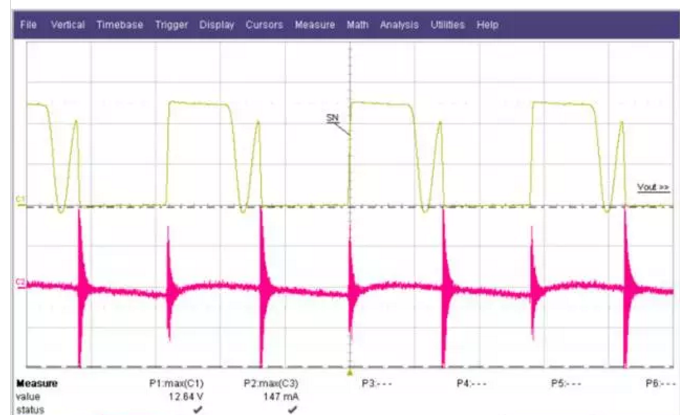 File Vertical Timebase Trigger Display Cursors Measure Math Analysis Utilities Help
SN
Vout >>
C1
C2
Measure P1:max(C1) P2:max(C3) P3:--- P4:--- P5:--- P6:---
value 12.64 V 147 mA
status ✓ ✓